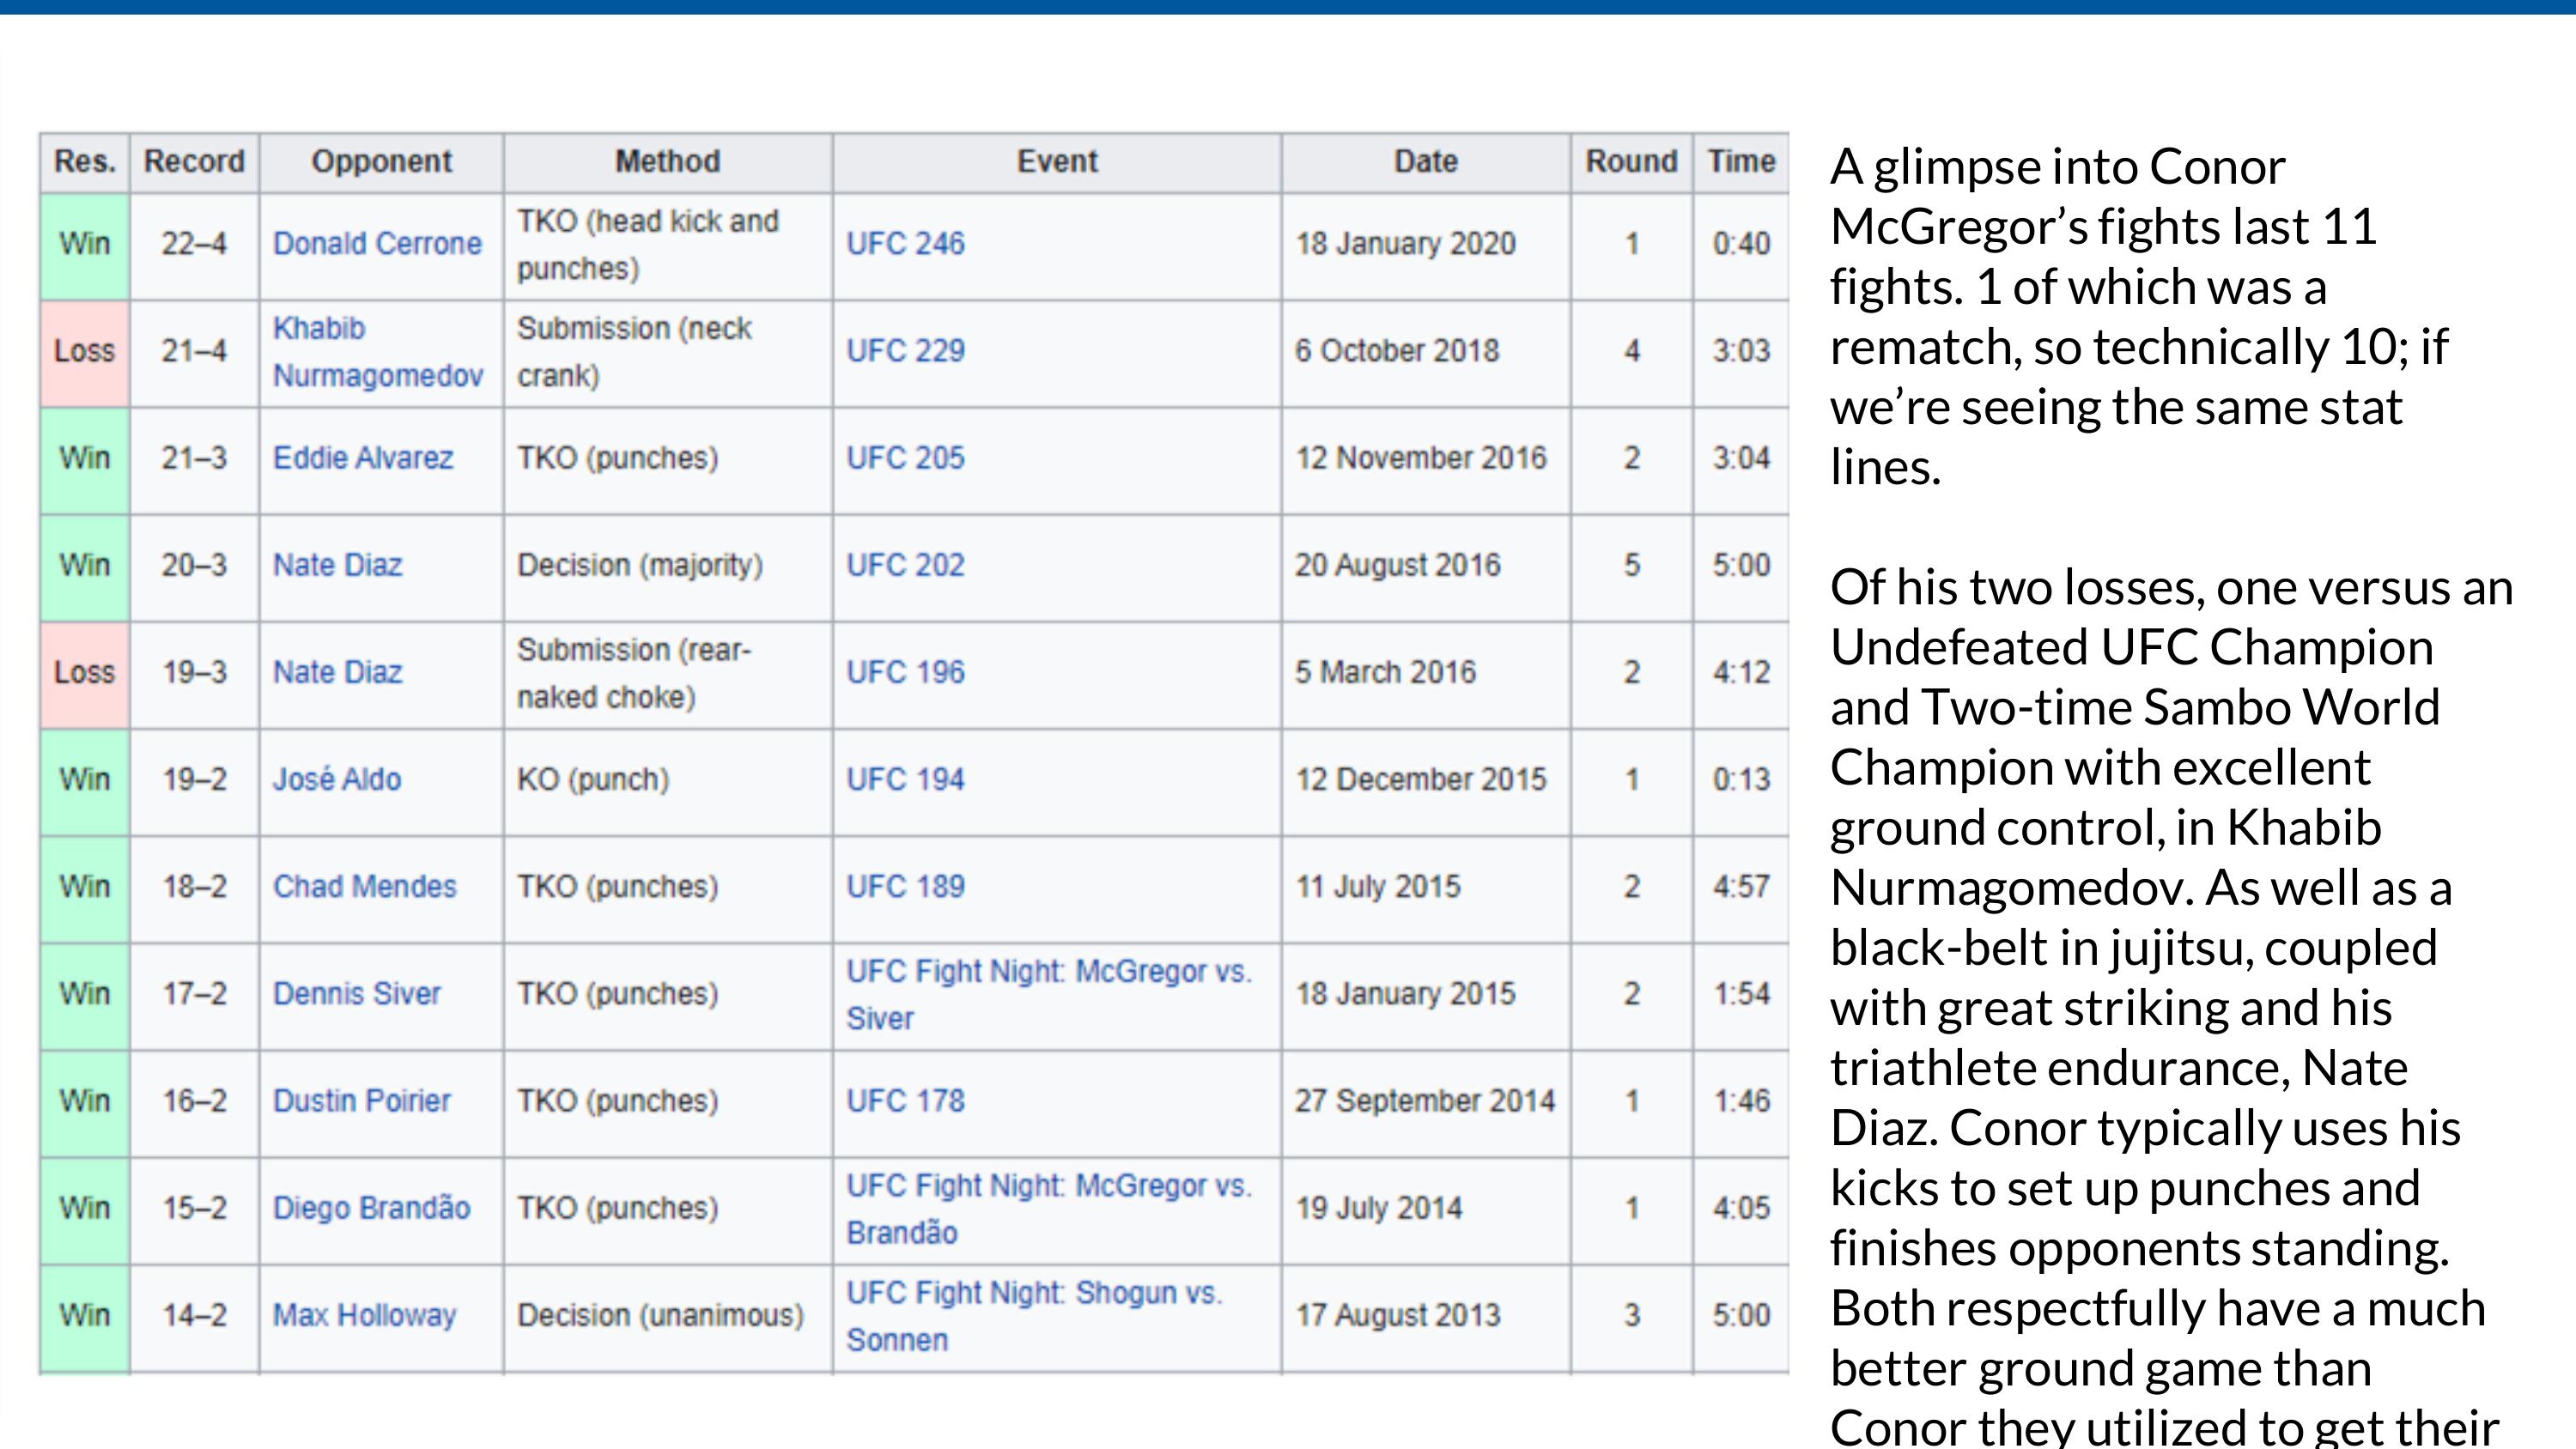 Res. Record Opponent Method Event Date Round Time
Win 22–4 Donald Cerrone TKO (head kick and punches) UFC 246 18 January 2020 1 0:40
Loss 21–4 Khabib Nurmagomedov Submission (neck crank) UFC 229 6 October 2018 4 3:03
Win 21–3 Eddie Alvarez TKO (punches) UFC 205 12 November 2016 2 3:04
Win 20–3 Nate Diaz Decision (majority) UFC 202 20 August 2016 5 5:00
Loss 19–3 Nate Diaz Submission (rear-naked choke) UFC 196 5 March 2016 2 4:12
Win 19–2 José Aldo KO (punch) UFC 194 12 December 2015 1 0:13
Win 18–2 Chad Mendes TKO (punches) UFC 189 11 July 2015 2 4:57
Win 17–2 Dennis Siver TKO (punches) UFC Fight Night: McGregor vs. Siver 18 January 2015 2 1:54
Win 16–2 Dustin Poirier TKO (punches) UFC 178 27 September 2014 1 1:46
Win 15–2 Diego Brandão TKO (punches) UFC Fight Night: McGregor vs. Brandão 19 July 2014 1 4:05
Win 14–2 Max Holloway Decision (unanimous) UFC Fight Night: Shogun vs. Sonnen 17 August 2013 3 5:00
A glimpse into Conor
McGregor’s fights last 11
fights. 1 of which was a
rematch, so technically 10; if
we’re seeing the same stat
lines.
Of his two losses, one versus an
Undefeated UFC Champion
and Two-time Sambo World
Champion with excellent
ground control, in Khabib
Nurmagomedov. As well as a
black-belt in jujitsu, coupled
with great striking and his
triathlete endurance, Nate
Diaz. Conor typically uses his
kicks to set up punches and
finishes opponents standing.
Both respectfully have a much
better ground game than
Conor they utilized to get their